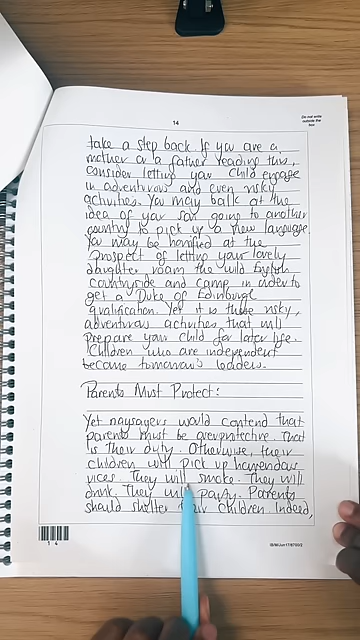 14
Do not write
outside the
box
take a step back. If you are a
mother or a father reading this,
consider letting your child engage
in adventurous and even risky
activities. You may balk at the
idea of your son going to another
country to pick up a new language.
You may be horrified at the
prospect of letting your lovely
daughter roam the wild English
countryside and camp in order to
get a Duke of Edinburgh
qualification. Yet it is these risky,
adventurous activities that will
prepare your child for later life.
Children who are independent
become tomorrow's leaders.
Parents Must Protect:
Yet naysayers would contend that
parents must be overprotective. That
is their duty. Otherwise, their
children will pick up horrendous
vices. They will smoke. They will
drink. They will party. Parents
should shelter their children. Indeed,
1 4
IB/M/Jun17/8700/2